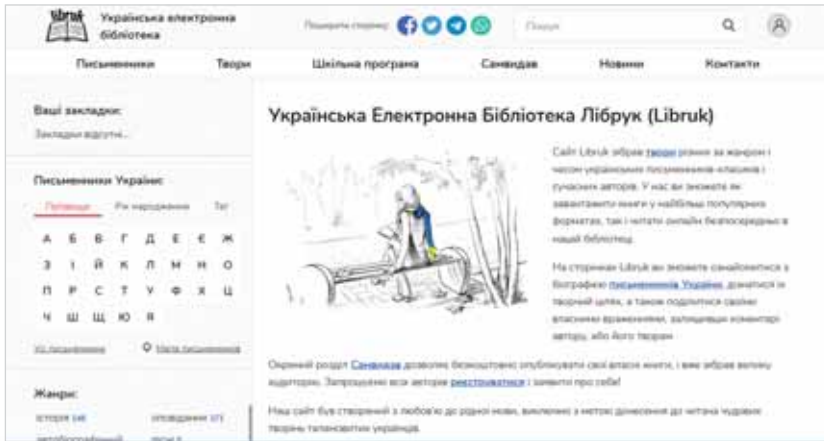 libruk
Українська електронна
бібліотека
Поширити сторінку:
Пошук
Письменники Твори Шкільна програма Самвидав Новини Контакти
Ваші закладки:
Закладки відсутні...
Письменники України:
Прізвище Рік народження Тег
А Б В Г Д Е Є Ж
З І Й К Л М Н О
П Р С Т У Ф Х Ц
Ч Ш Щ Ю Я
Усі письменники Мапа письменників
Жанри:
історія 148 оповідання
автобіографічний
Українська Електронна Бібліотека Лібрук (Libruk)
Сайт Libruk зібрав твори різних за жанром і
часом українських письменників-класиків і
сучасних авторів. У нас ви зможете як
завантажити книги у найбільш популярних
форматах, так і читати онлайн безпосередньо в
нашій бібліотеці.
На сторінках Libruk ви зможете ознайомитися з
біографією письменників України, дізнатися їх
творчий шлях, а також поділитися своїми
власними враженнями, залишивши коментарі
автору, або його творам
Окремий розділ Самвидав дозволяє безкоштовно опублікувати свої власні книги, і вже зібрав велику
аудиторію. Запрошуємо всіх авторів реєструватися і заявити про себе!
Наш сайт був створений з любов'ю до рідної мови, виключно з метою донесення до читача чудових
творінь талановитих українців.